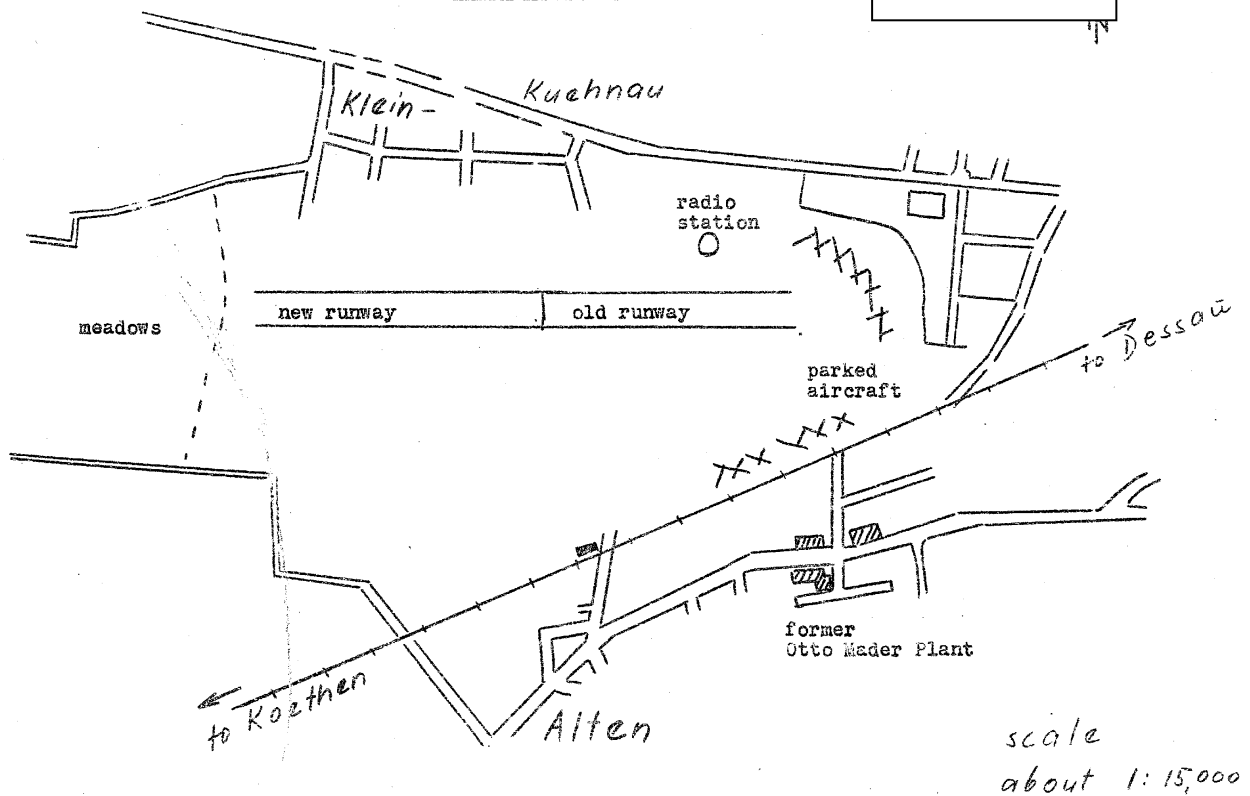 N
Klein-
Kuehnau
radio
station
new runway
old runway
meadows
to Dessau
parked
aircraft
former
Otto Mader Plant
to Koethen
Alten
scale
about 1:15,000